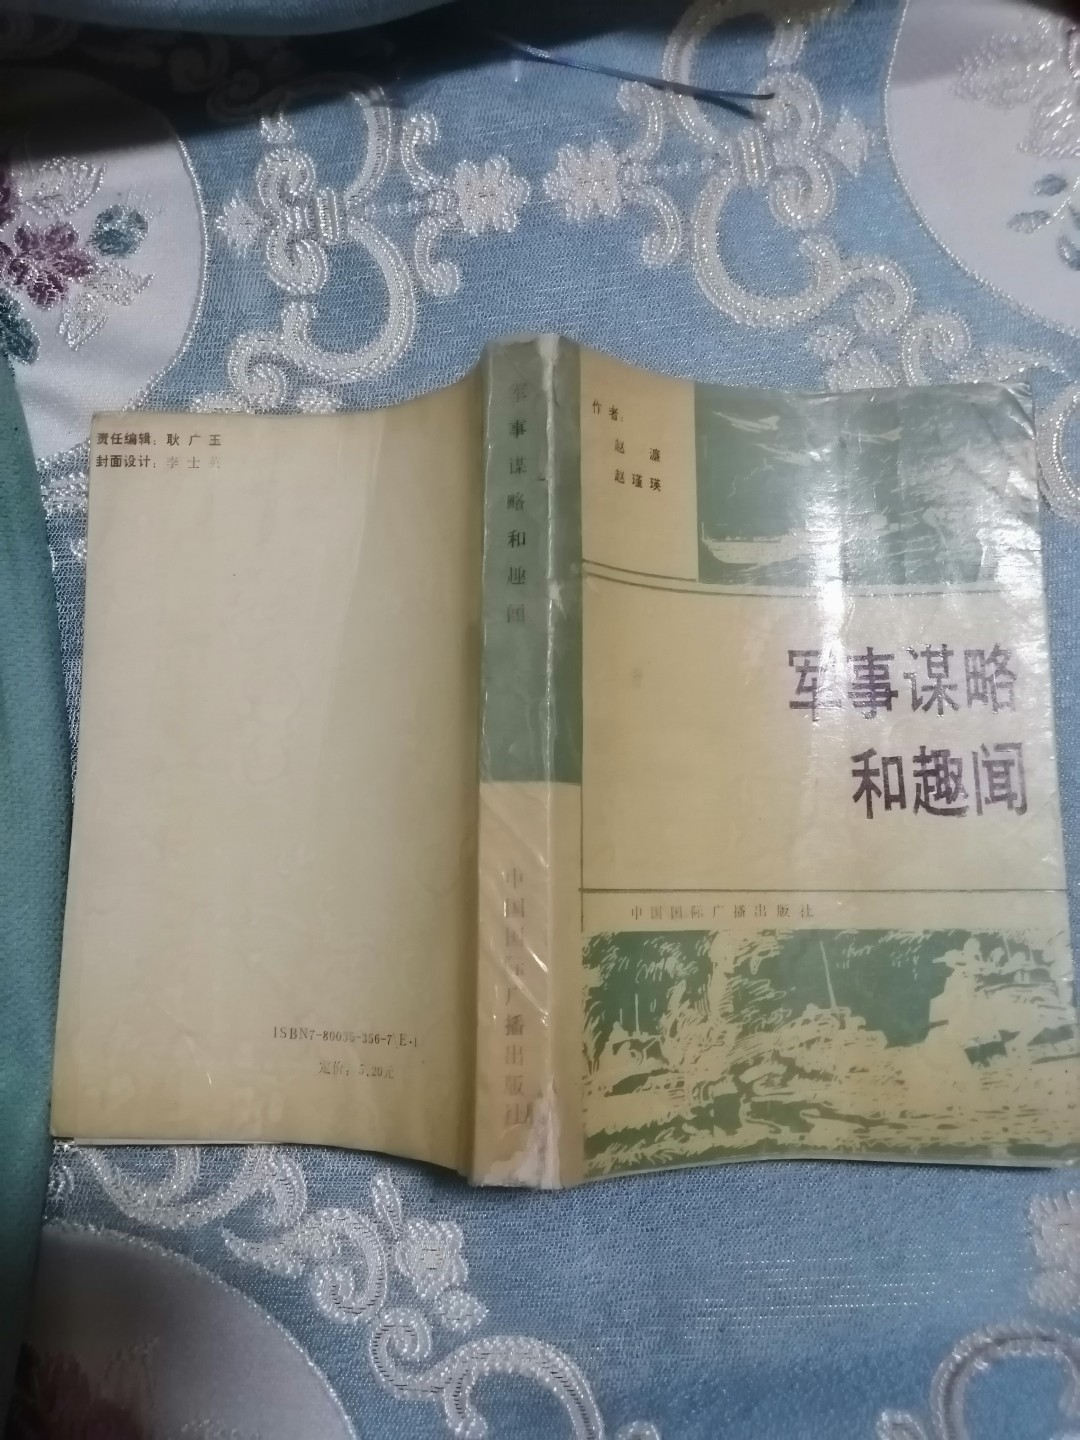 责任编辑：耿广玉
封面设计：李士
军事谋略和趣闻
中国国际广播出版社
作者：
赵濂
赵瑾瑛
军事谋略
和趣闻
中国国际广播出版社
ISBN7-80035-356-7/E·1
定价：5.20元